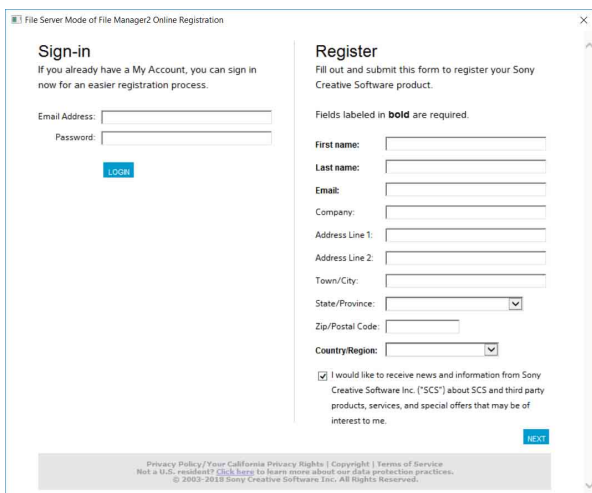 File Server Mode of File Manager2 Online Registration
Sign-in
If you already have a My Account, you can sign in
now for an easier registration process.
Email Address:
Password:
LOGIN
Register
Fill out and submit this form to register your Sony
Creative Software product.
Fields labeled in bold are required.
First name:
Last name:
Email:
Company:
Address Line 1:
Address Line 2:
Town/City:
State/Province:
Zip/Postal Code:
Country/Region:
I would like to receive news and information from Sony
Creative Software Inc. ("SCS") about SCS and third party
products, services, and special offers that may be of
interest to me.
NEXT
Privacy Policy/Your California Privacy Rights | Copyright | Terms of Service
Not a U.S. resident? Click here to learn more about our data protection practices.
© 2003-2018 Sony Creative Software Inc. All Rights Reserved.